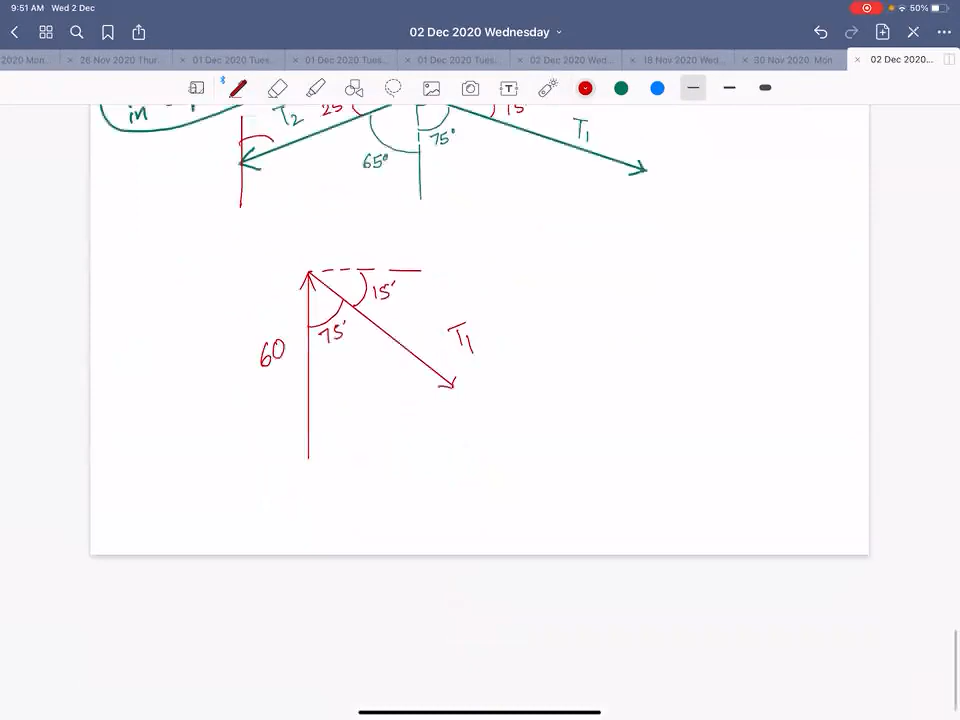 9:51 AM Wed 2 Dec
50%
02 Dec 2020 Wednesday
2020 Mon... 26 Nov 2020 Thur... 01 Dec 2020 Tues... 01 Dec 2020 Tues... 01 Dec 2020 Tues... 02 Dec 2020 Wed... 18 Nov 2020 Wed... 30 Nov 2020 Mon 02 Dec 2020...
in T₂ 25 15
75° T₁
65°
15°
75°
60 T₁